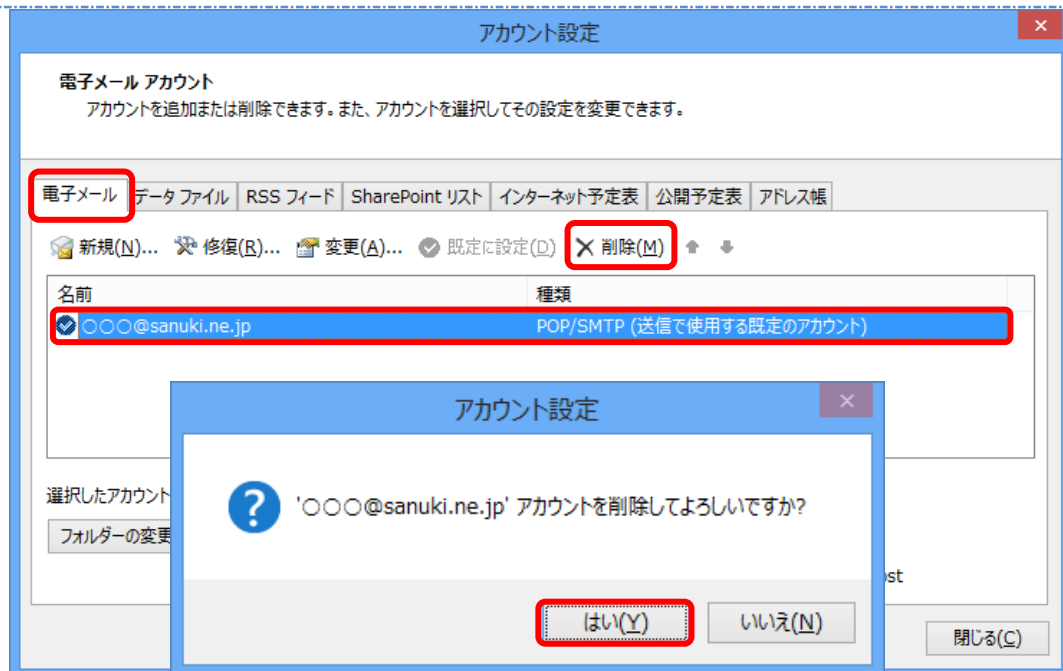 アカウント設定
電子メール アカウント
アカウントを追加または削除できます。また、アカウントを選択してその設定を変更できます。
電子メール データ ファイル RSS フィード SharePoint リスト インターネット予定表 公開予定表 アドレス帳
新規(N)... 修復(R)... 変更(A)... 既定に設定(D) 削除(M)
名前 種類
○○○@sanuki.ne.jp POP/SMTP (送信で使用する既定のアカウント)
アカウント設定
選択したアカウント
'○○○@sanuki.ne.jp' アカウントを削除してよろしいですか?
フォルダーの変更
ost
はい(Y) いいえ(N)
閉じる(C)